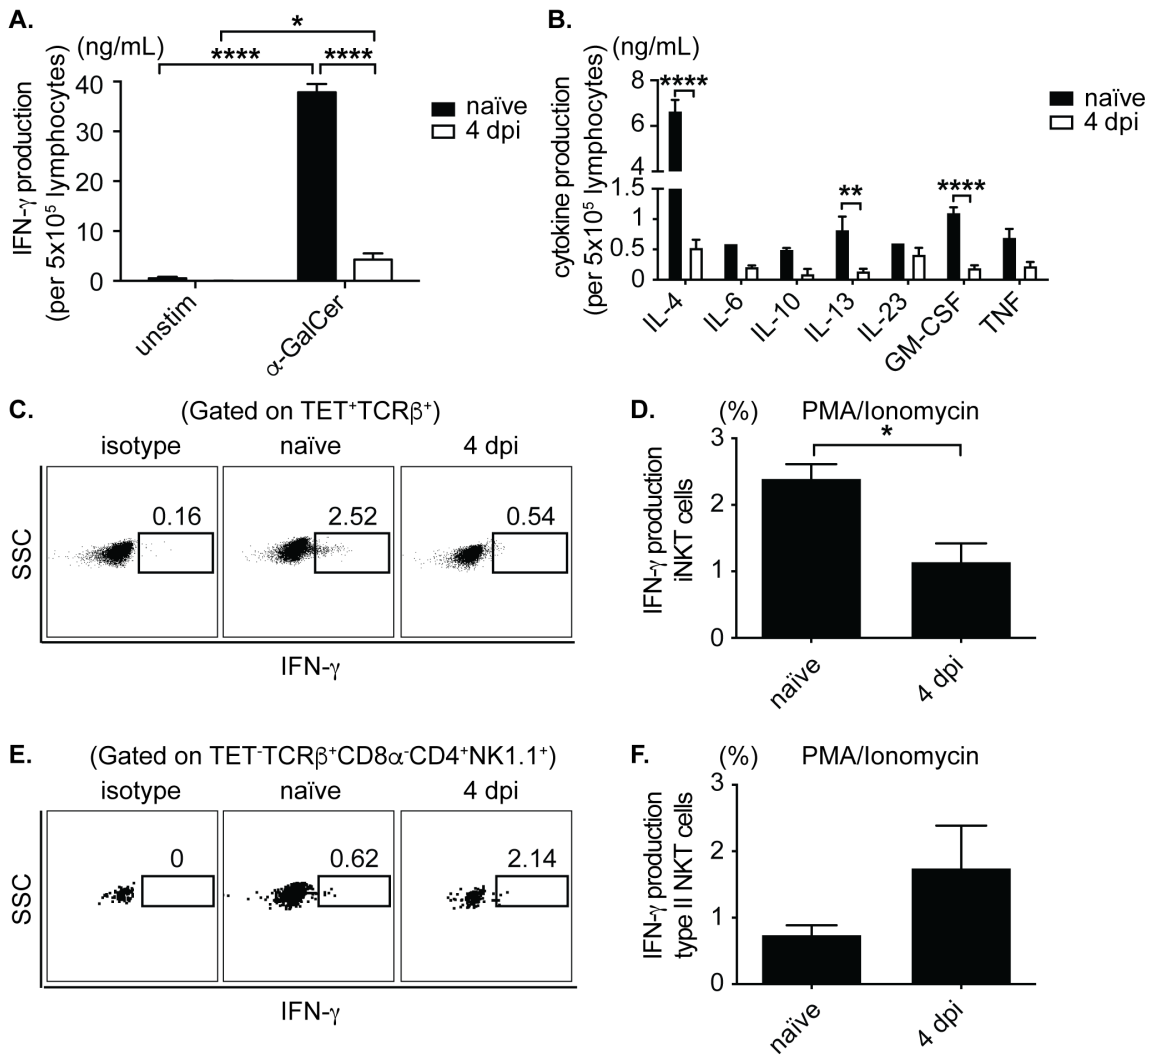 A.
(ng/mL)
*
****
****
IFN-γ production
(per 5x10⁵ lymphocytes)
40
30
20
10
0
unstim
α-GalCer
naïve
4 dpi
B.
(ng/mL)
cytokine production
(per 5x10⁵ lymphocytes)
8
6
4
1.5
1
0.5
0
****
**
****
IL-4
IL-6
IL-10
IL-13
IL-23
GM-CSF
TNF
naïve
4 dpi
C.
(Gated on TET⁺TCRβ⁺)
isotype
naïve
4 dpi
0.16
2.52
0.54
SSC
IFN-γ
D.
(%)
PMA/Ionomycin
*
IFN-γ production
iNKT cells
3
2
1
0
naïve
4 dpi
E.
(Gated on TET⁻TCRβ⁺CD8α⁻CD4⁺NK1.1⁺)
isotype
naïve
4 dpi
0
0.62
2.14
SSC
IFN-γ
F.
(%)
PMA/Ionomycin
IFN-γ production
type II NKT cells
3
2
1
0
naïve
4 dpi